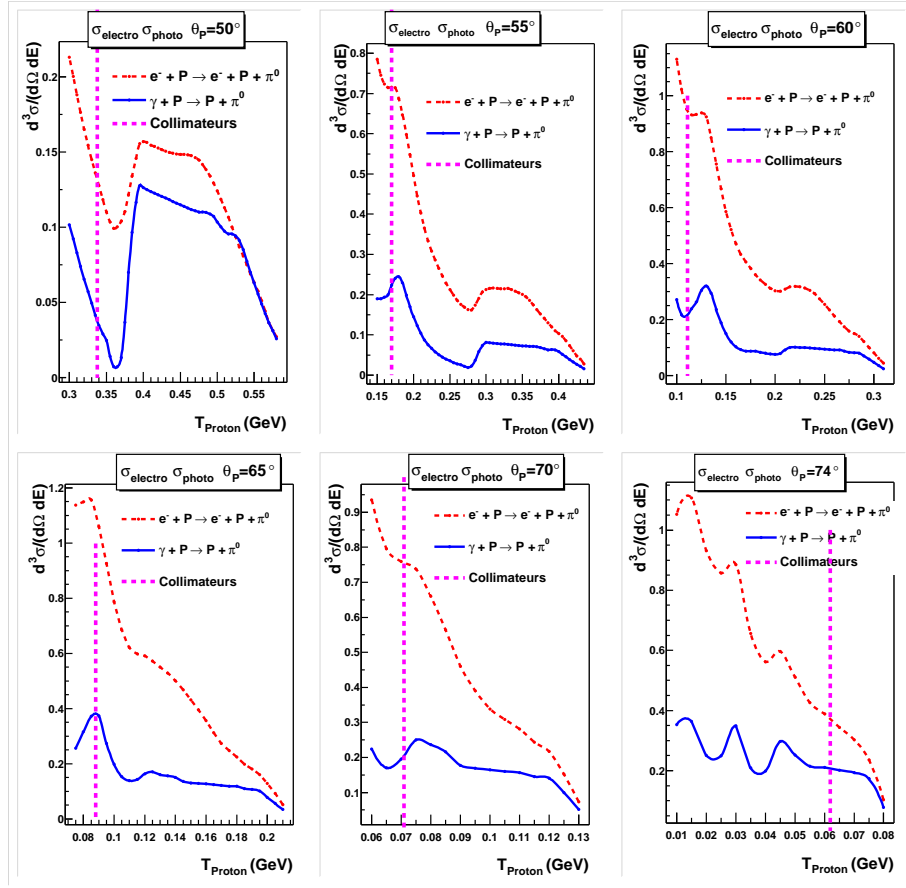 σelectro σphoto θP=50°
d³σ/(dΩ dE)
e⁻ + P → e⁻ + P + π⁰
γ + P → P + π⁰
Collimateurs
0.2
0.15
0.1
0.05
0
0.3 0.35 0.4 0.45 0.5 0.55
TProton (GeV)
σelectro σphoto θP=55°
d³σ/(dΩ dE)
e⁻ + P → e⁻ + P + π⁰
γ + P → P + π⁰
Collimateurs
0.8
0.7
0.6
0.5
0.4
0.3
0.2
0.1
0
0.15 0.2 0.25 0.3 0.35 0.4
TProton (GeV)
σelectro σphoto θP=60°
d³σ/(dΩ dE)
e⁻ + P → e⁻ + P + π⁰
γ + P → P + π⁰
Collimateurs
1
0.8
0.6
0.4
0.2
0
0.1 0.15 0.2 0.25 0.3
TProton (GeV)
σelectro σphoto θP=65°
d³σ/(dΩ dE)
e⁻ + P → e⁻ + P + π⁰
γ + P → P + π⁰
Collimateurs
1.2
1
0.8
0.6
0.4
0.2
0
0.08 0.1 0.12 0.14 0.16 0.18 0.2
TProton (GeV)
σelectro σphoto θP=70°
d³σ/(dΩ dE)
e⁻ + P → e⁻ + P + π⁰
γ + P → P + π⁰
Collimateurs
0.9
0.8
0.7
0.6
0.5
0.4
0.3
0.2
0.1
0.06 0.07 0.08 0.09 0.1 0.11 0.12 0.13
TProton (GeV)
σelectro σphoto θP=74°
d³σ/(dΩ dE)
e⁻ + P → e⁻ + P + π⁰
γ + P → P + π⁰
Collimateurs
1
0.8
0.6
0.4
0.2
0.01 0.02 0.03 0.04 0.05 0.06 0.07 0.08
TProton (GeV)